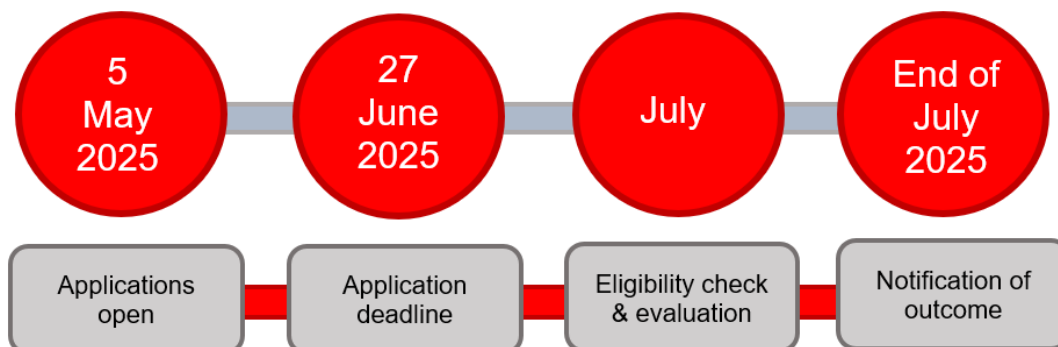 5
May
2025
27
June
2025
July
End of
July
2025
Applications
open
Application
deadline
Eligibility check
& evaluation
Notification of
outcome